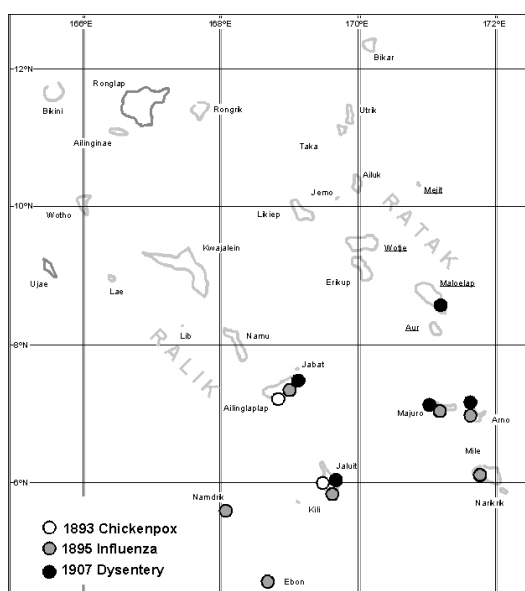 166°E 168°E 170°E 172°E
Bikar
12°N
Ronglap
Bikini
Rongrik
Utrik
Ailinginae
Taka
Ailuk
Jemo
Mejit
10°N
Wotho
Likiep
RATAK
Kwajalein
Wotje
Ujae
Lae
Erikup
Maloelap
Lib
Namu
Aur
8°N
RALIK
Jabat
Ailinglaplap
Majuro
Arno
Jaluit
Mile
6°N
Namdrik
Kili
Narikrik
1893 Chickenpox
1895 Influenza
1907 Dysentery
Ebon